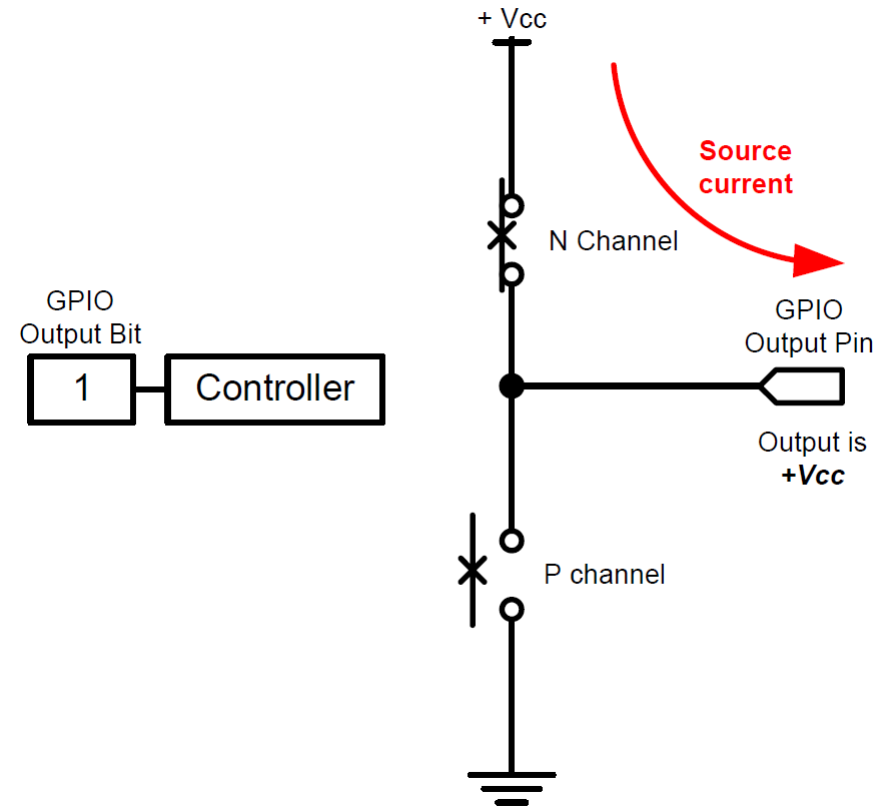 + Vcc
Source
current
N Channel
GPIO
Output Bit
1
Controller
GPIO
Output Pin
Output is
+Vcc
P channel